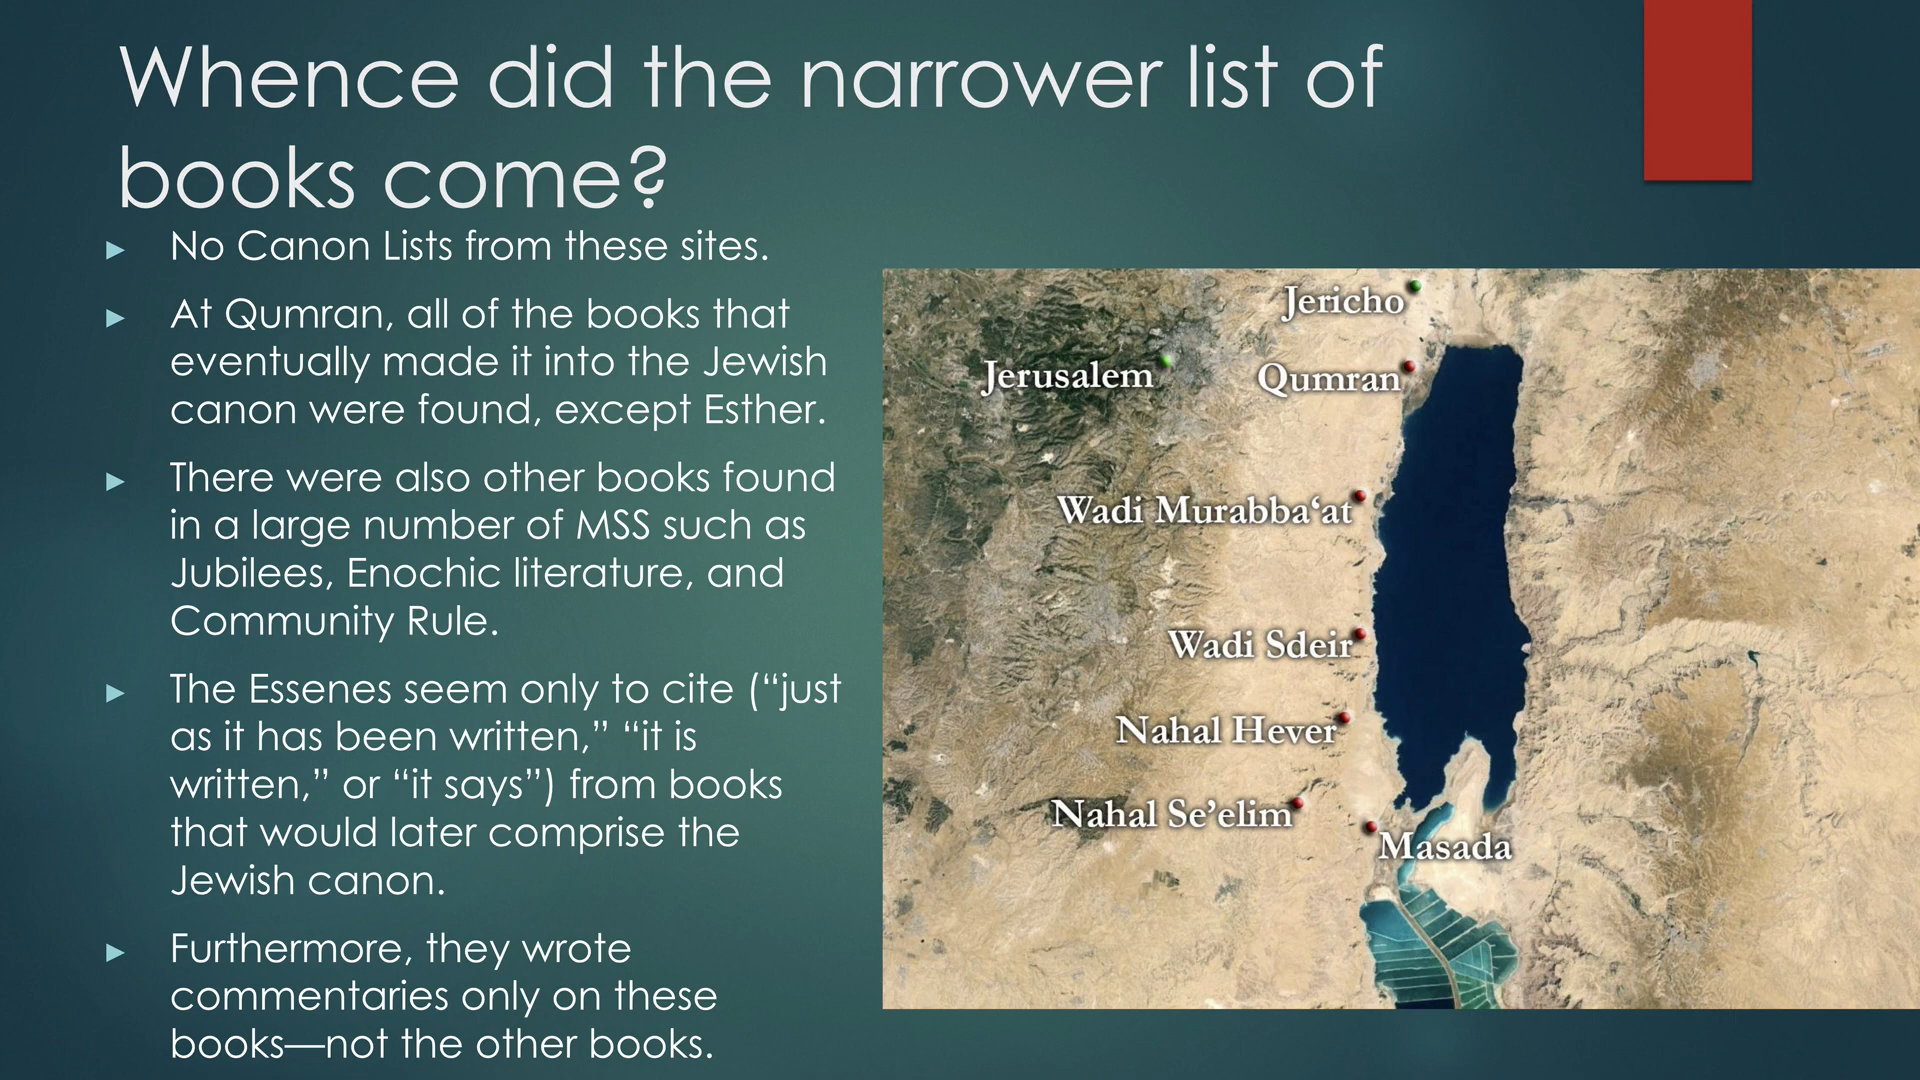 Whence did the narrower list of
books come?
No Canon Lists from these sites.
At Qumran, all of the books that
eventually made it into the Jewish
canon were found, except Esther.
There were also other books found
in a large number of MSS such as
Jubilees, Enochic literature, and
Community Rule.
The Essenes seem only to cite (“just
as it has been written,” “it is
written,” or “it says”) from books
that would later comprise the
Jewish canon.
Furthermore, they wrote
commentaries only on these
books—not the other books.
Jericho
Jerusalem
Qumran
Wadi Murabba‘at
Wadi Sdeir
Nahal Hever
Nahal Se’elim
Masada